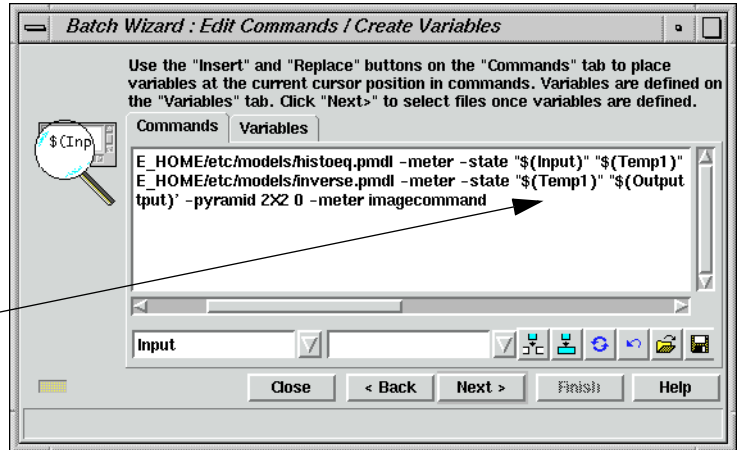 Batch Wizard : Edit Commands / Create Variables
Use the "Insert" and "Replace" buttons on the "Commands" tab to place
variables at the current cursor position in commands. Variables are defined on
the "Variables" tab. Click "Next>" to select files once variables are defined.
$(Inp
Commands Variables
E_HOME/etc/models/histoeq.pmdl -meter -state "$(Input)" "$(Temp1)"
E_HOME/etc/models/inverse.pmdl -meter -state "$(Temp1)" "$(Output
tput)' -pyramid 2X2 0 -meter imagecommand
Input
Close < Back Next > Finish Help